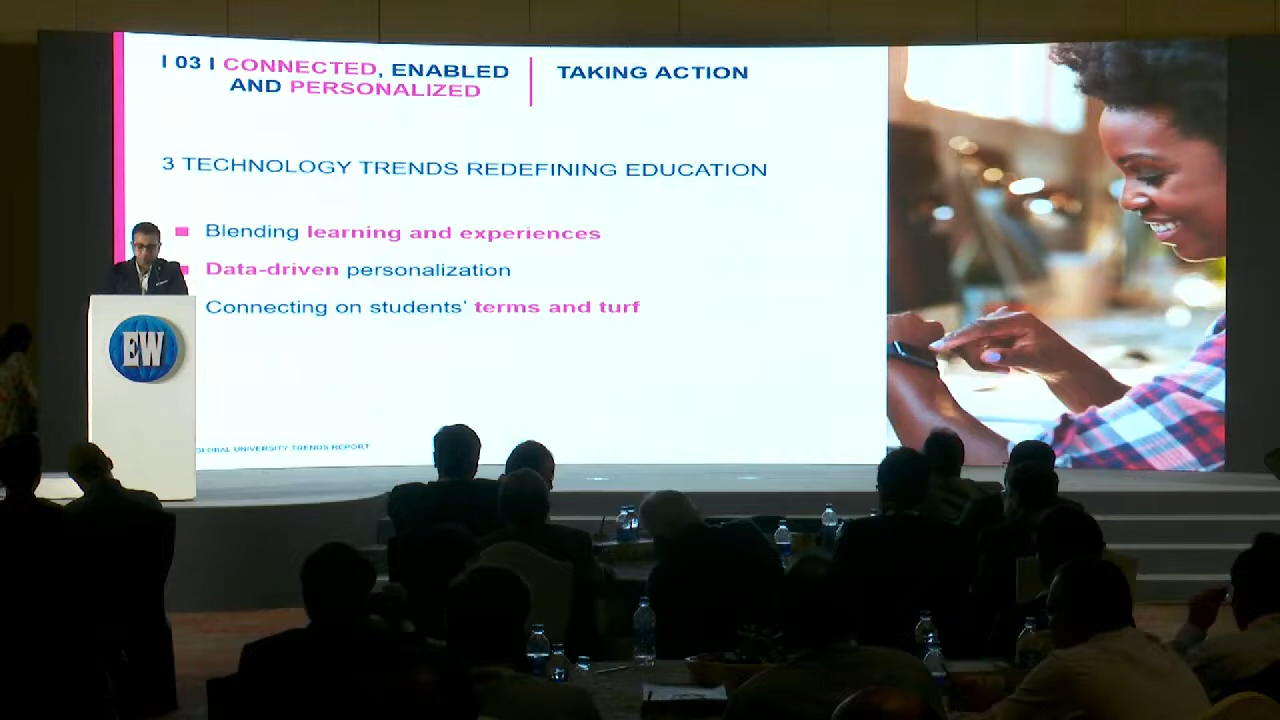 I 03 I CONNECTED, ENABLED
AND PERSONALIZED
TAKING ACTION
3 TECHNOLOGY TRENDS REDEFINING EDUCATION
Blending learning and experiences
Data-driven personalization
Connecting on students' terms and turf
EW
GLOBAL UNIVERSITY TRENDS REPORT